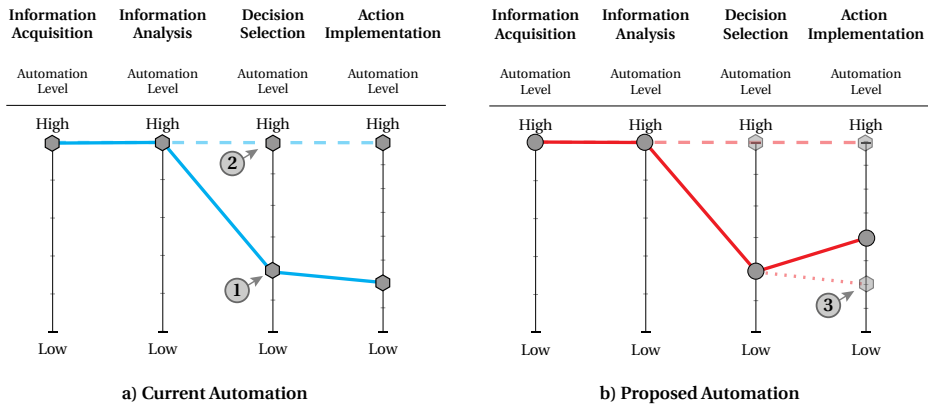 Information Acquisition
Information Analysis
Decision Selection
Action Implementation
Automation Level
Automation Level
Automation Level
Automation Level
High
High
High
High
2
1
Low
Low
Low
Low
a) Current Automation
Information Acquisition
Information Analysis
Decision Selection
Action Implementation
Automation Level
Automation Level
Automation Level
Automation Level
High
High
High
High
3
Low
Low
Low
Low
b) Proposed Automation